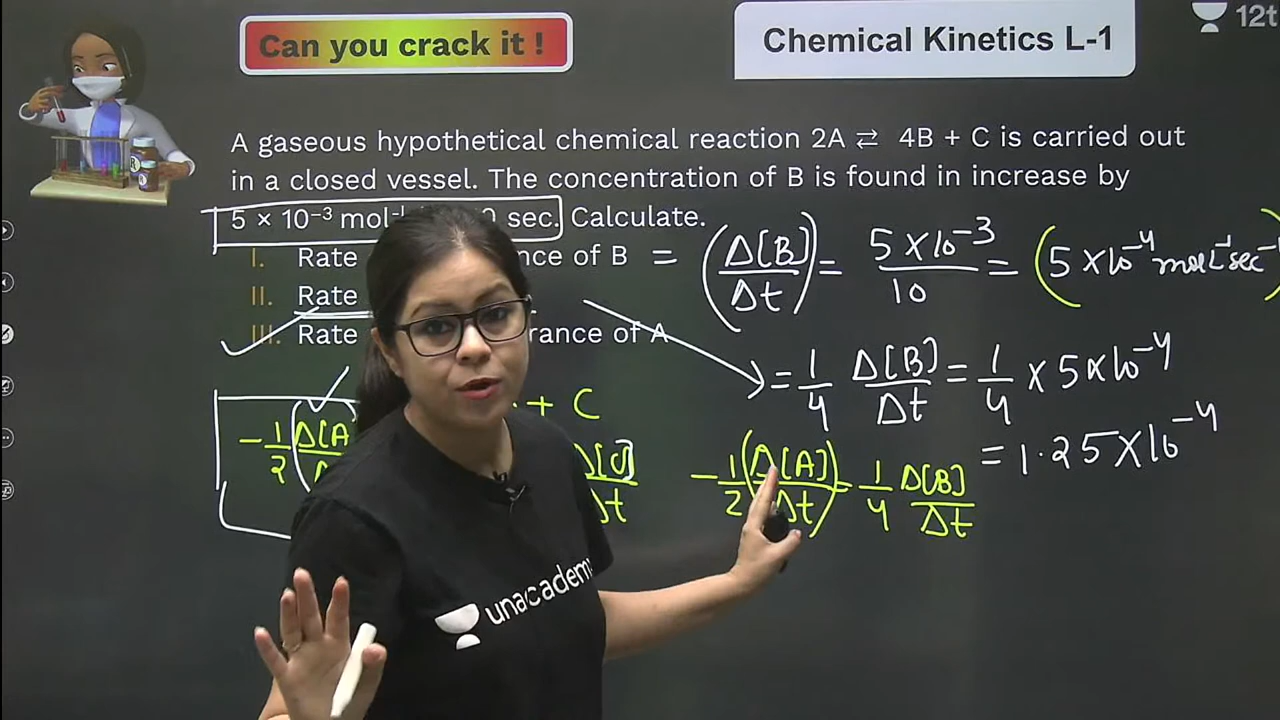 Can you crack it !
Chemical Kinetics L-1
12t
A gaseous hypothetical chemical reaction 2A ⇄ 4B + C is carried out
in a closed vessel. The concentration of B is found in increase by
5 × 10⁻³ mol sec. Calculate.
I. Rate nce of B = (Δ[B]/Δt) = 5×10⁻³/10 = (5×10⁻⁴ mol L⁻¹ sec⁻
II. Rate
III. Rate rance of A
= 1/4 Δ[B]/Δt = 1/4 × 5×10⁻⁴
= 1.25×10⁻⁴
+ C
-1/2 Δ[A
Δt
-1/2 (Δ[A]/Δt) = 1/4 Δ[B]/Δt
unacadem